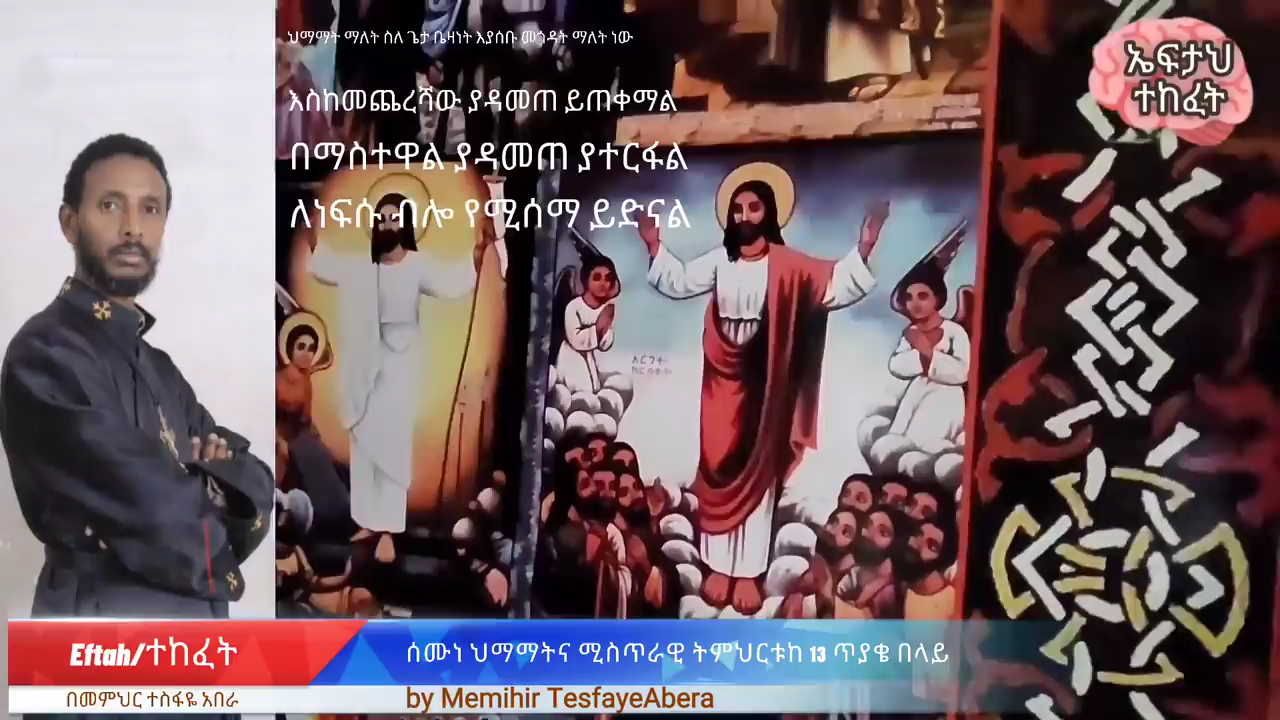 ህማማት ማለት ስለ ጌታ ቤዛነት እያሰቡ መጎዳት ማለት ነው
እስከመጨረሻው ያዳመጠ ይጠቀማል
በማስተዋል ያዳመጠ ያተርፋል
ለነፍሱ ብሎ የሚሰማ ይድናል
ኤፍታህ
ተከፈት
Eftah/ተከፈት
ሰሙነ ህማማትና ሚስጥራዊ ትምህርቱከ 13 ጥያቄ በላይ
በመምህር ተስፋዬ አበራ
by Memihir TesfayeAbera